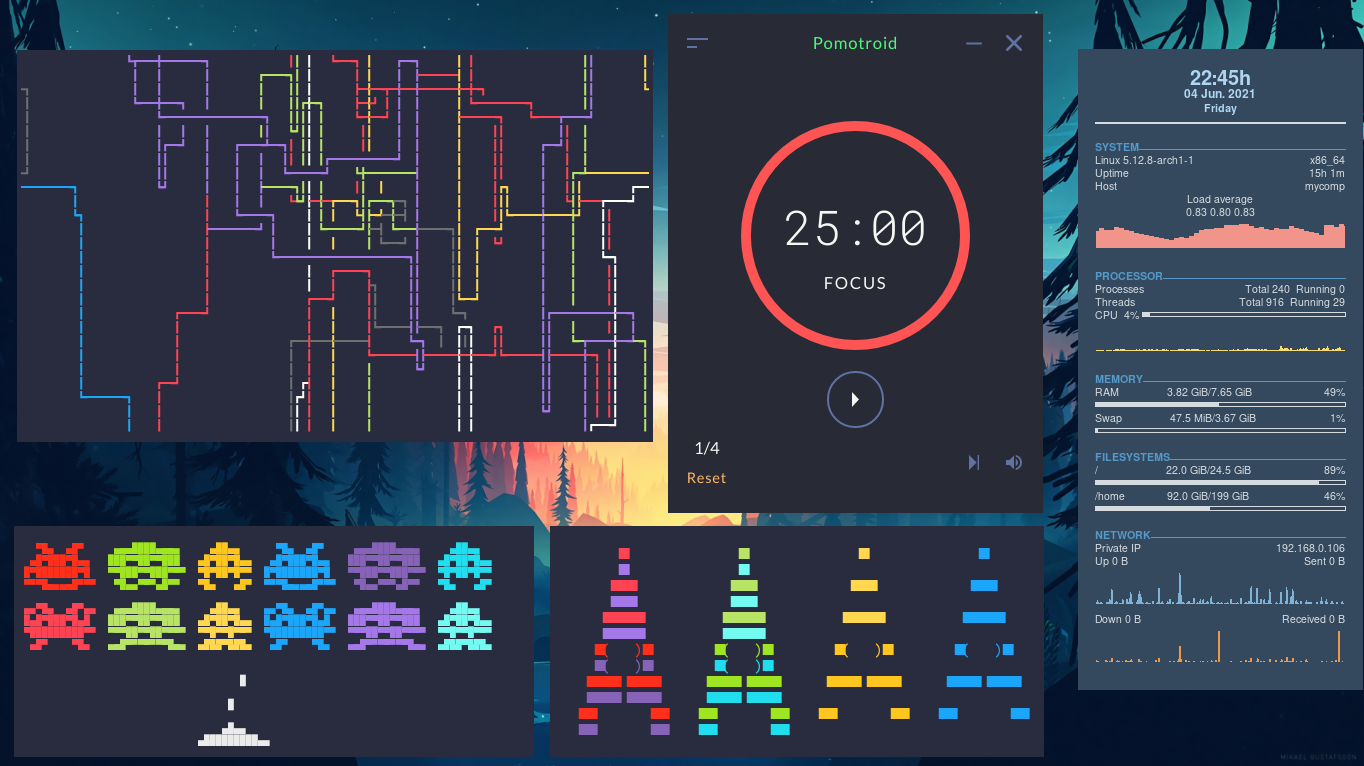 Pomotroid
25:00
FOCUS
1/4
Reset
22:45h
04 Jun. 2021
Friday
SYSTEM
Linux 5.12.8-arch1-1 x86_64
Uptime 15h 1m
Host mycomp
Load average
0.83 0.80 0.83
PROCESSOR
Processes Total 240 Running 0
Threads Total 916 Running 29
CPU 4%
MEMORY
RAM 3.82 GiB/7.65 GiB 49%
Swap 47.5 MiB/3.67 GiB 1%
FILESYSTEMS
/ 22.0 GiB/24.5 GiB 89%
/home 92.0 GiB/199 GiB 46%
NETWORK
Private IP 192.168.0.106
Up 0 B Sent 0 B
Down 0 B Received 0 B
MIKAEL GUSTAFSSON